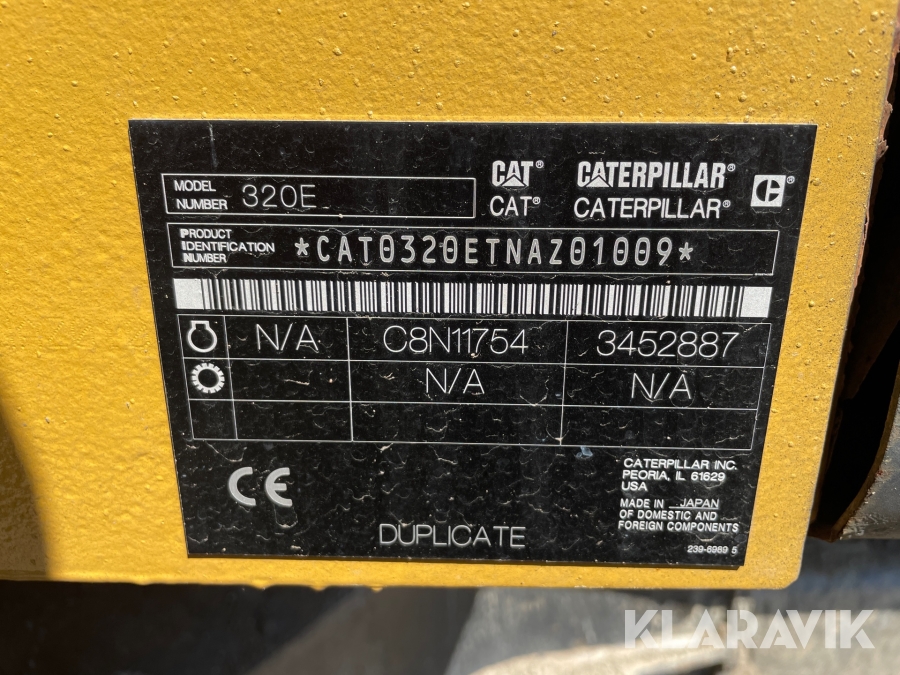 MODEL NUMBER 320E
CAT® CATERPILLAR®
CAT® CATERPILLAR®
C®
PRODUCT IDENTIFICATION NUMBER *CAT0320ETNAZ01009*
N/A C8N11754 3452887
N/A N/A
CE
CATERPILLAR INC.
PEORIA, IL 61629
USA
MADE IN JAPAN
OF DOMESTIC AND
FOREIGN COMPONENTS
DUPLICATE
239-8989 5
KLARAVIK